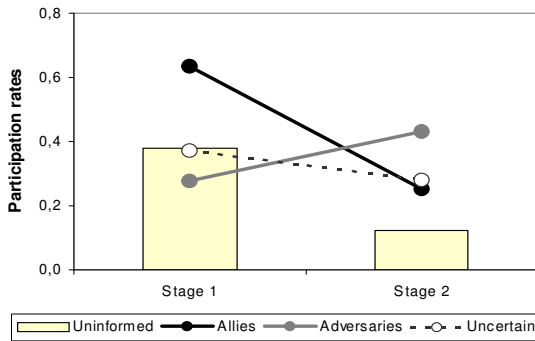 0,8
0,6
0,4
0,2
0,0
Participation rates
Stage 1 Stage 2
Uninformed Allies Adversaries Uncertain